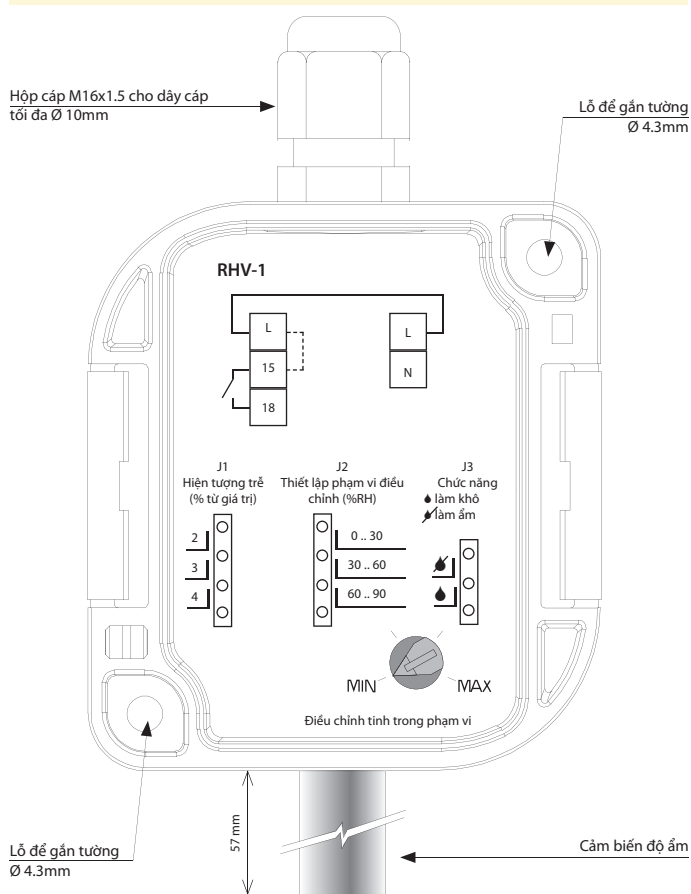 Hộp cáp M16x1.5 cho dây cáp
tối đa Ø 10mm
Lỗ để gắn tường
Ø 4.3mm
RHV-1
L
15
18
L
N
J1
Hiện tượng trễ
(% từ giá trị)
2
3
4
J2
Thiết lập phạm vi điều
chỉnh (%RH)
0 .. 30
30 .. 60
60 .. 90
J3
Chức năng
làm khô
làm ẩm
MIN
MAX
Điều chỉnh tinh trong phạm vi
57 mm
Lỗ để gắn tường
Ø 4.3mm
Cảm biến độ ẩm